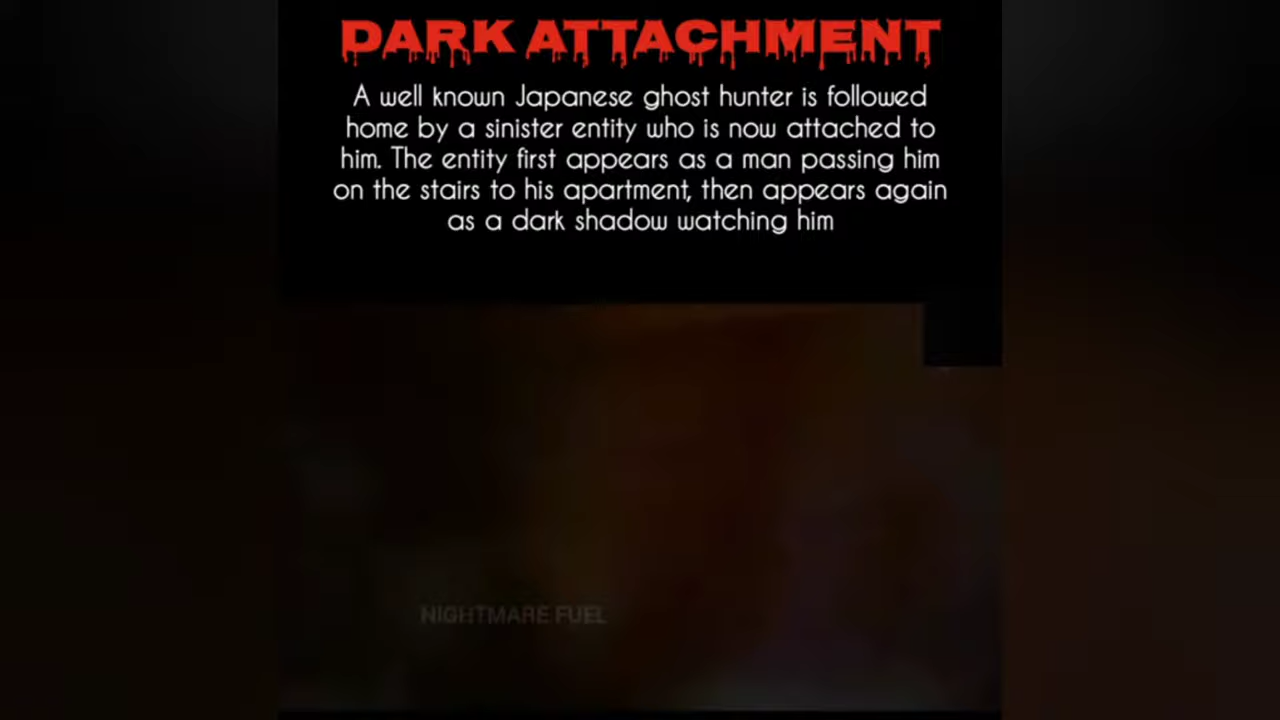 DARK ATTACHMENT
A well known Japanese ghost hunter is followed
home by a sinister entity who is now attached to
him. The entity first appears as a man passing him
on the stairs to his apartment, then appears again
as a dark shadow watching him
NIGHTMARE FUEL